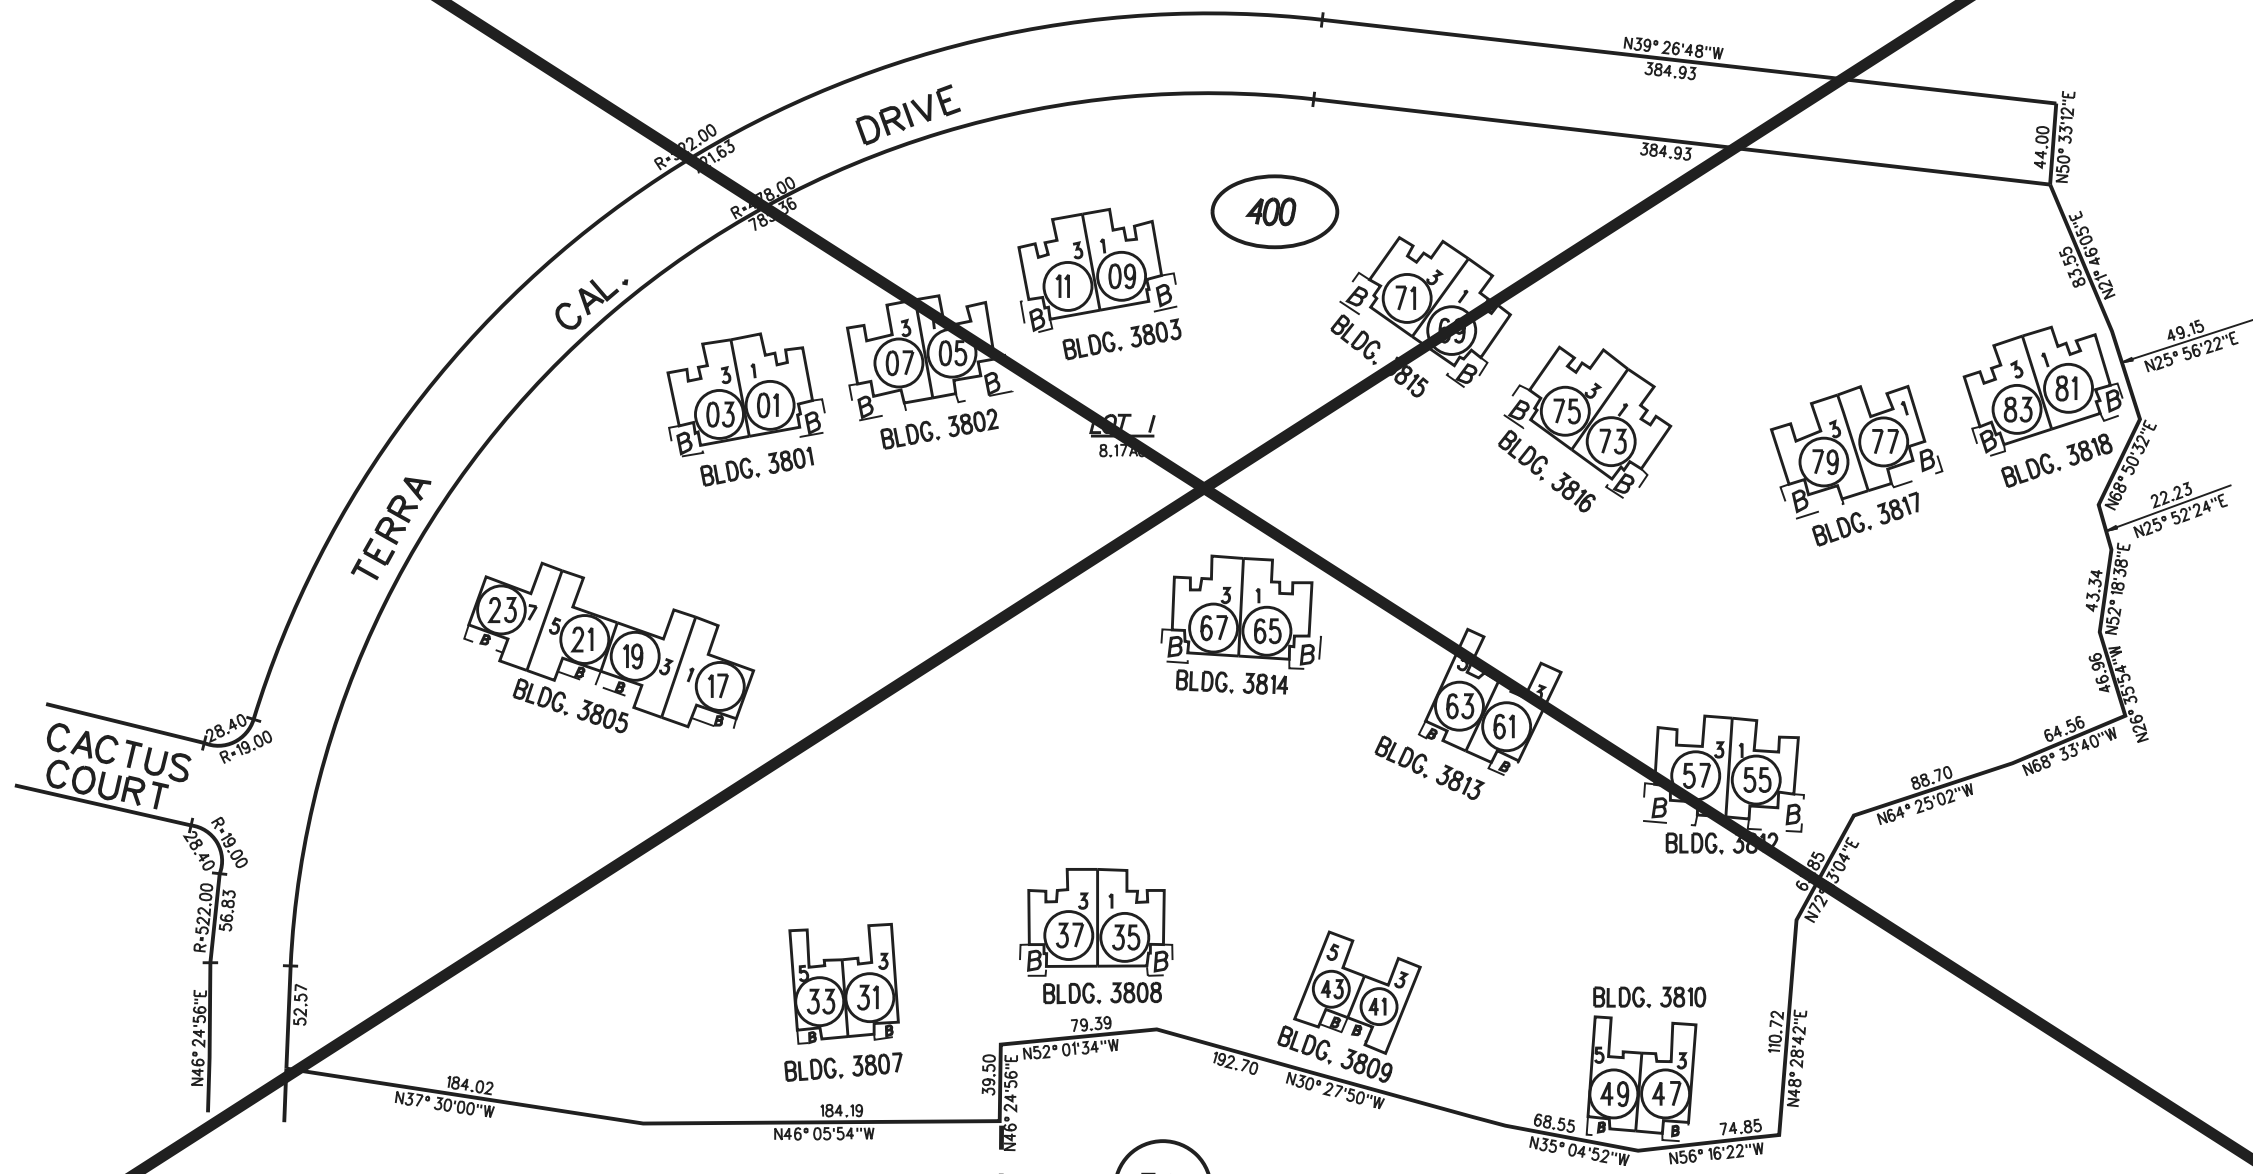 N39° 26'48"W
384.93
384.93
44.00
N50° 33'12"E
DRIVE
CAL.
TERRA
400
83.55
N21° 46'05"E
49.15
N25° 56'22"E
N68° 50'32"E
22.23
N25° 52'24"E
43.34
N52° 18'38"E
46.96
N26° 35'54"W
64.56
N68° 33'40"W
88.70
N64° 25'02"W
3 1
11 09
B B
BLDG. 3803
3
07 05
B B
BLDG. 3802
3 1
03 01
B B
BLDG. 3801
LOT 1
3 1
71 69
B B
BLDG. 3815
3 1
75 73
B B
BLDG. 3816
3 1
79 77
B B
BLDG. 3817
3 1
83 81
B B
BLDG. 3818
23 7 5 21 19 3 1 17
B B B B
BLDG. 3805
3 1
67 65
B B
BLDG. 3814
3 3
63 61
B B
BLDG. 3813
3 1
57 55
B B
BLDG. 3812
CACTUS
COURT
28.40
R=19.00
R=19.00
28.40
R=522.00
56.83
N46° 24'56"E
52.57
5 3
33 31
B B
BLDG. 3807
3 1
37 35
B B
BLDG. 3808
5 3
43 41
B B
BLDG. 3809
BLDG. 3810
5 3
49 47
B B
184.02
N37° 30'00"W
184.19
N46° 05'54"W
39.50
N46° 24'56"E
79.39
N52° 01'34"W
192.70
N30° 27'50"W
68.55
N35° 04'52"W
74.85
N56° 16'22"W
110.72
N48° 28'42"E